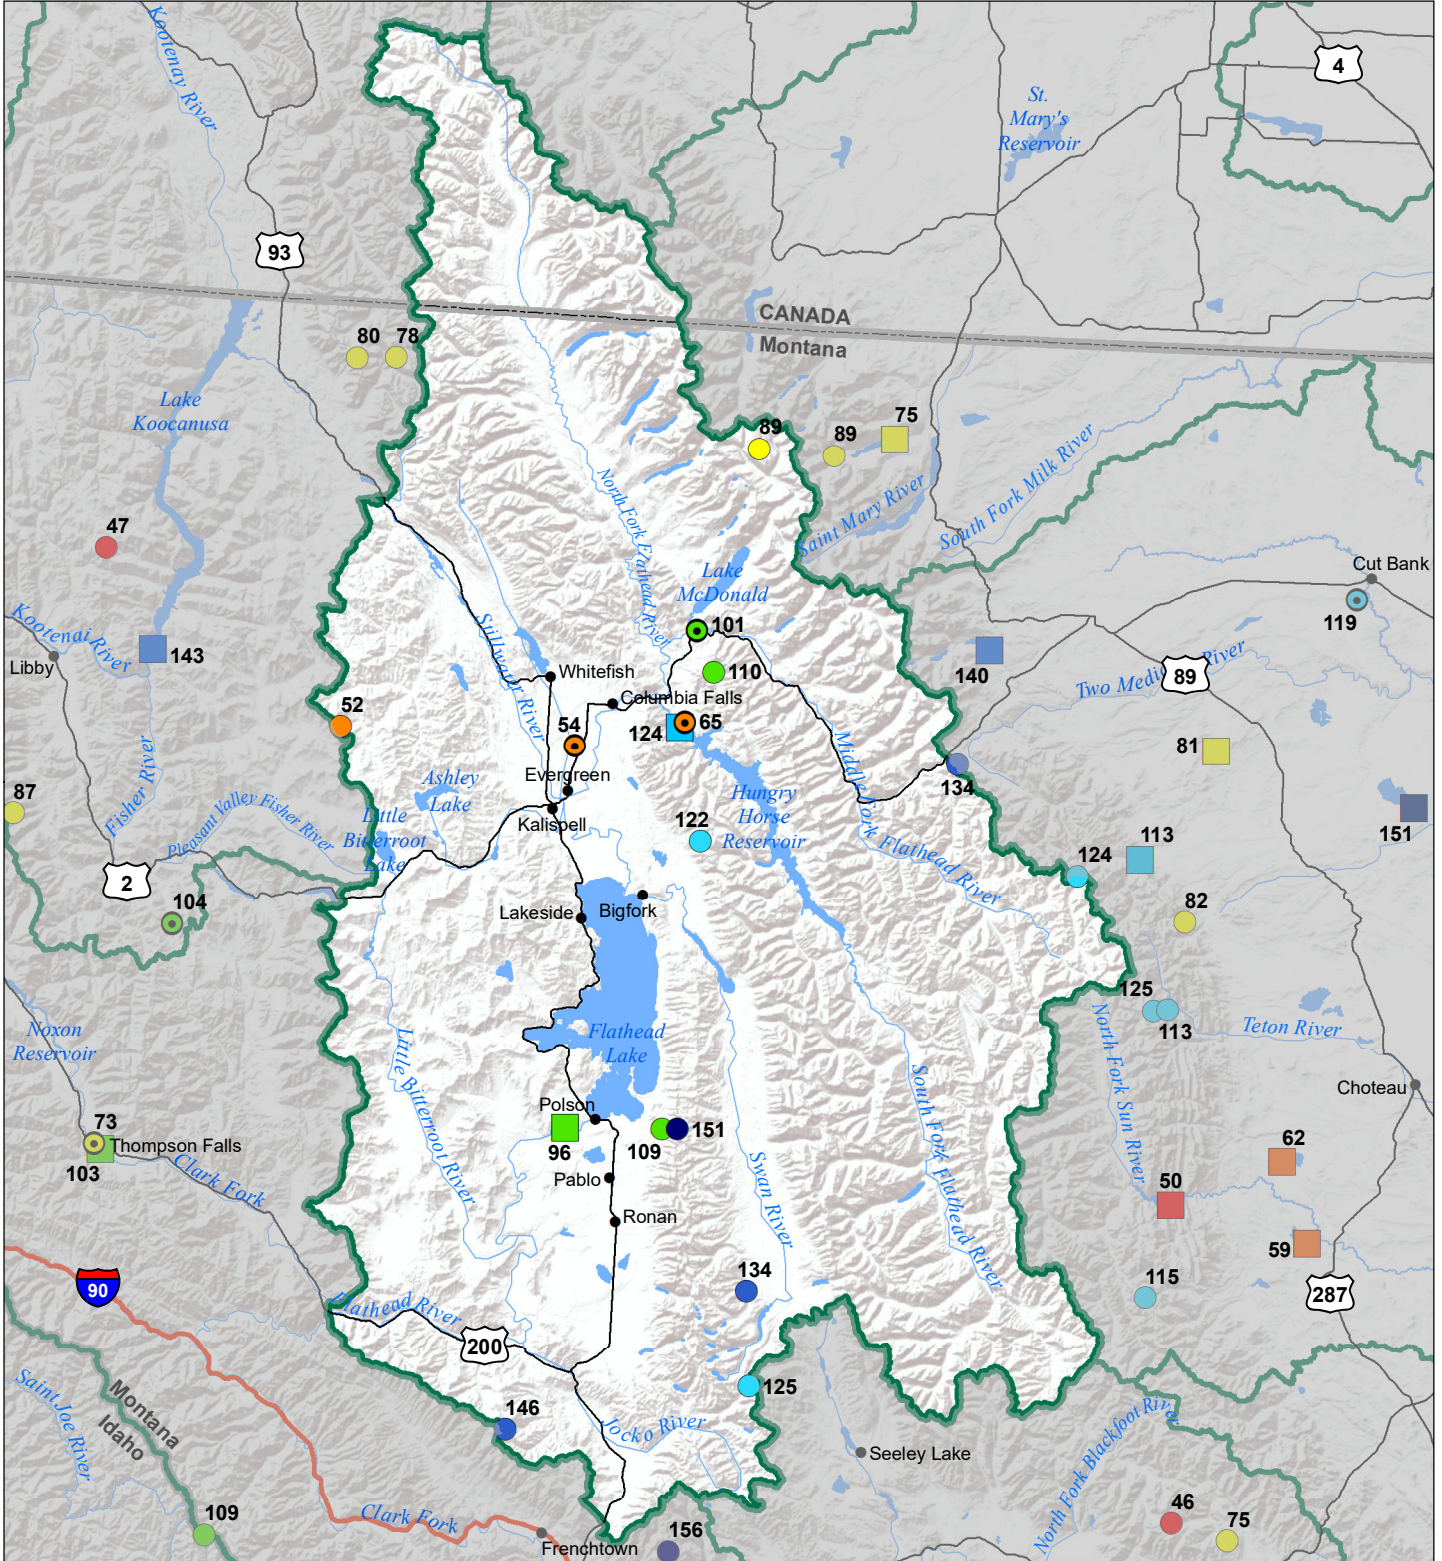 Kootenay River
4
St.
Mary's
Reservoir
93
CANADA
Montana
80
78
Lake
Koocanusa
89
89
75
North Fork Flathead River
Saint Mary River
South Fork Milk River
47
Cut Bank
119
Lake
McDonald
101
Kootenai River
Libby
143
Stillwater River
Whitefish
110
140
Two Medicine River
89
Columbia Falls
52
54
124
65
Middle Fork Flathead River
134
81
Evergreen
Ashley
Lake
Hungry
Horse
Reservoir
87
Fisher River
Pleasant Valley Fisher River
Little
Bitterroot
Lake
Kalispell
122
151
113
124
2
104
Lakeside
Bigfork
82
125
113
Noxon
Reservoir
Flathead
Lake
North Fork Sun River
Teton River
Little Bitterroot River
South Fork Flathead River
Choteau
Polson
73
Thompson Falls
103
96
109
151
62
Clark Fork
Pablo
Swan River
50
Ronan
59
90
134
115
287
Flathead River
200
Saint Joe River
Montana
Idaho
125
146
Jocko River
North Fork Blackfoot River
Seeley Lake
109
Clark Fork
46
75
156
Frenchtown